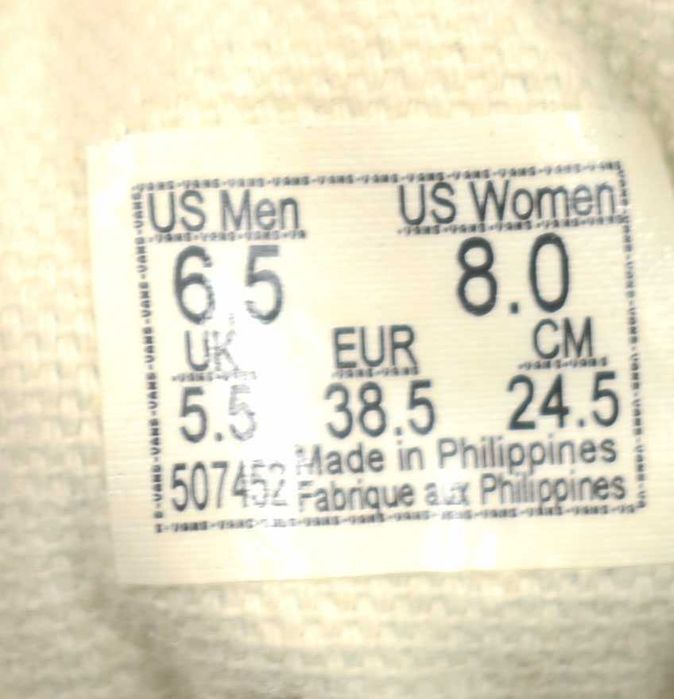 US Men US Women
6.5 8.0
UK EUR CM
5.5 38.5 24.5
Made in Philippines
507452 Fabrique aux Philippines